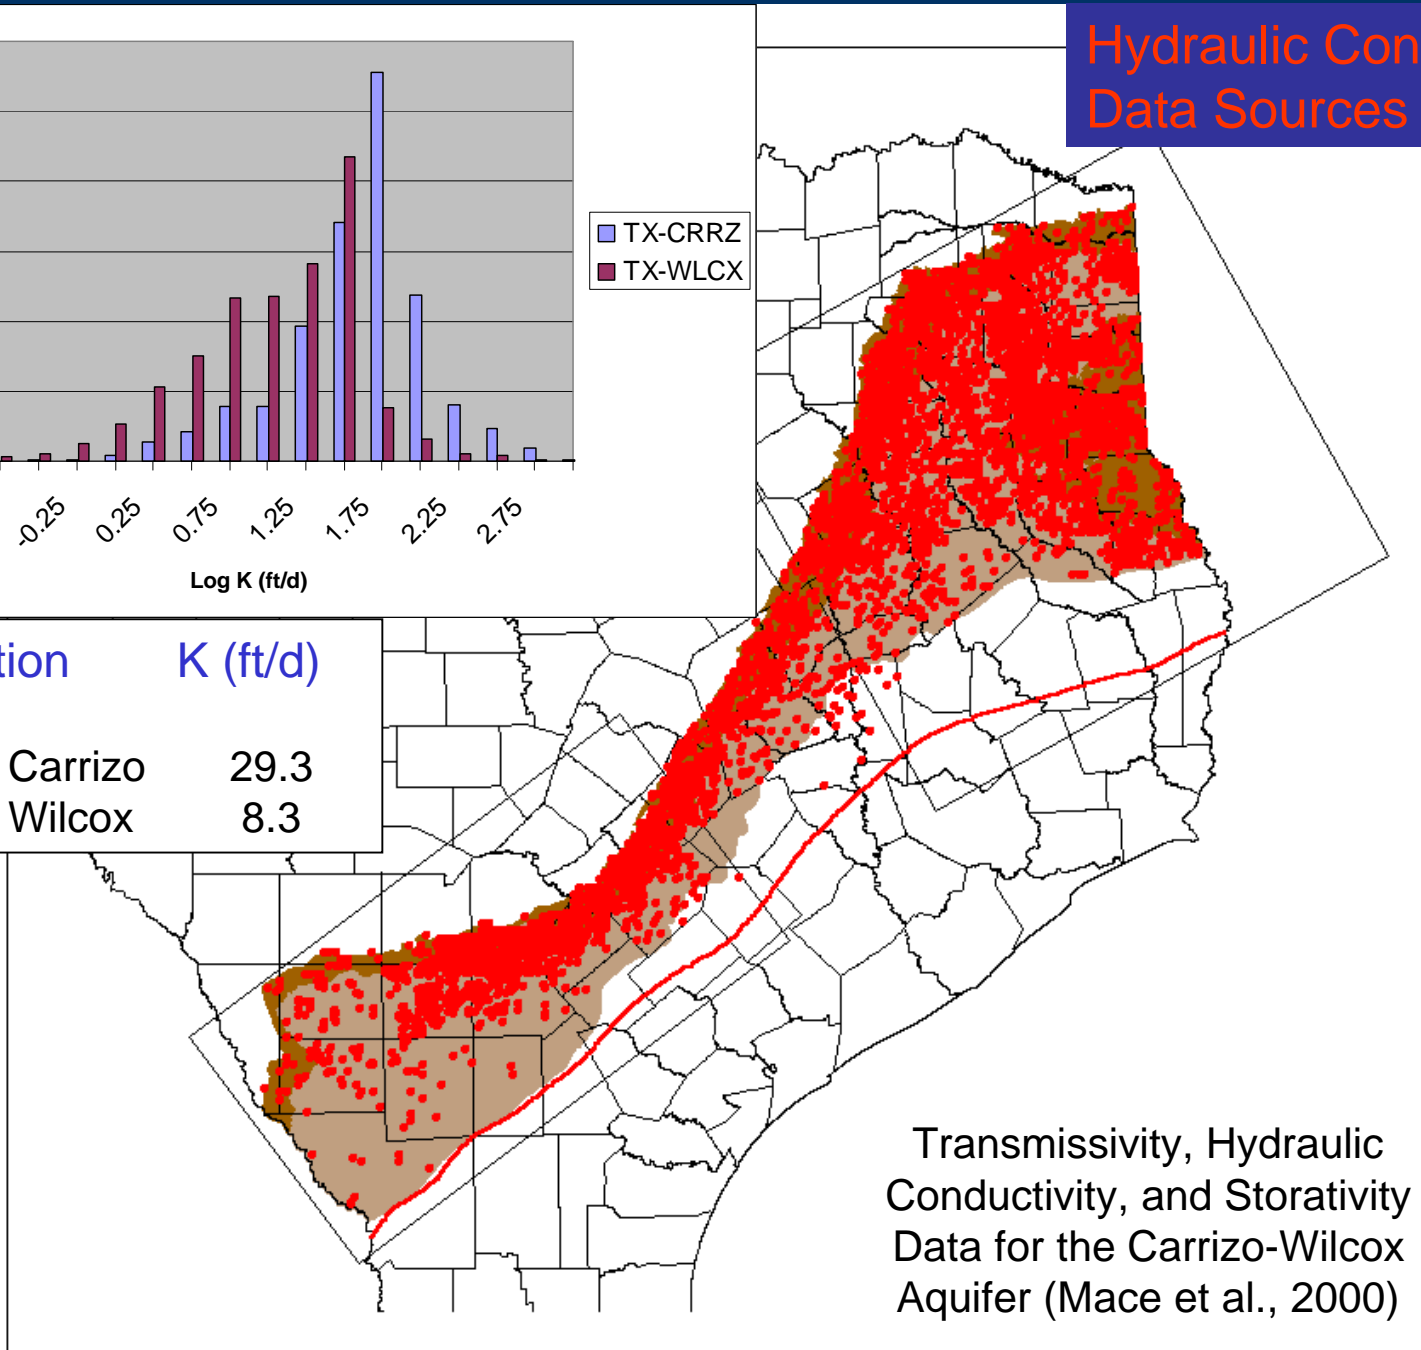 Hydraulic Con
Data Sources
TX-CRRZ
TX-WLCX
-0.25 0.25 0.75 1.25 1.75 2.25 2.75
Log K (ft/d)
tion K (ft/d)
Carrizo 29.3
Wilcox 8.3
Transmissivity, Hydraulic
Conductivity, and Storativity
Data for the Carrizo-Wilcox
Aquifer (Mace et al., 2000)